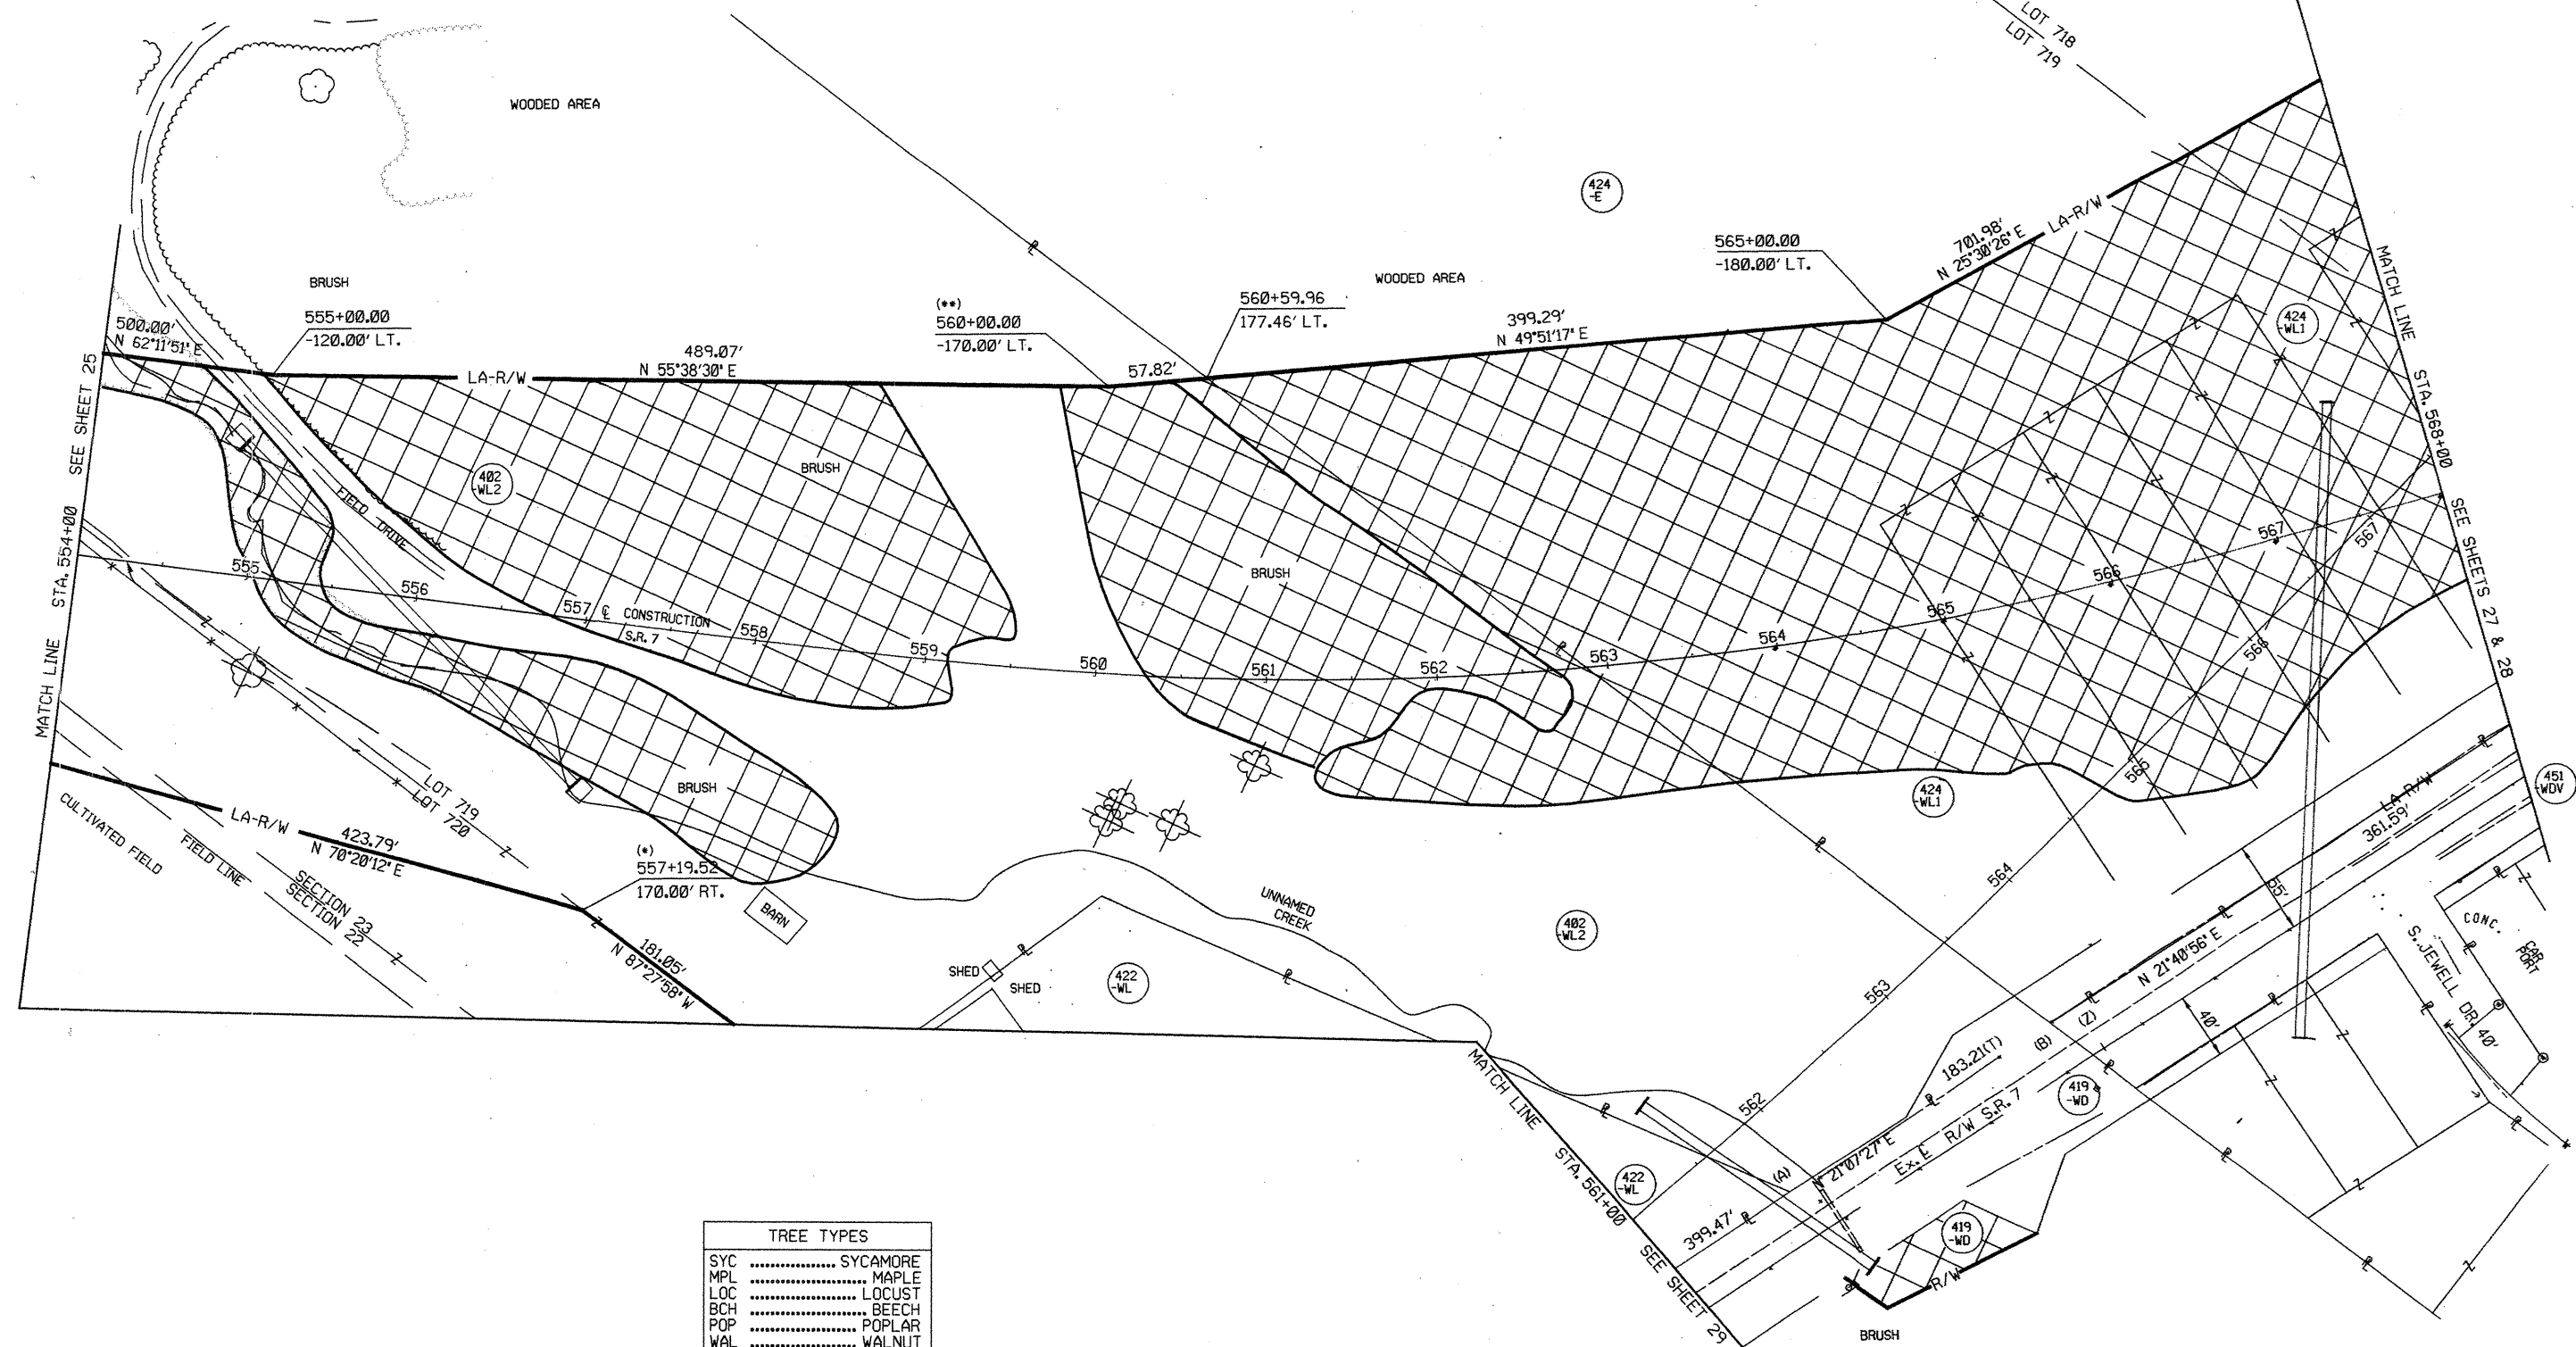 LOT 718
LOT 719
WOODED AREA
424
-E
LA-R/W
701.98'
N 25°30'26" E
565+00.00
-180.00' LT.
WOODED AREA
BRUSH
555+00.00
-120.00' LT.
500.00'
N 62°11'51" E
(**)
560+00.00
-170.00' LT.
560+59.96
177.46' LT.
399.29'
N 49°51'17" E
489.07'
N 55°38'30" E
LA-R/W
57.82'
424
-WL1
MATCH LINE STA. 568+00 SEE SHEETS 27 & 28
MATCH LINE STA. 554+00 SEE SHEET 25
402
-WL2
BRUSH
FIELD DRIVE
BRUSH
555
556
557
℄ CONSTRUCTION
S.R. 7
558
559
560
561
562
563
564
565
566
567
567
566
565
564
563
562
LOT 719
LOT 720
BRUSH
LA-R/W
423.79'
N 70°20'12" E
CULTIVATED FIELD
FIELD LINE
SECTION 23
SECTION 22
(*)
557+19.52
170.00' RT.
BARN
181.05'
N 87°27'58" W
UNNAMED
CREEK
SHED
SHED
422
-WL
402
-WL2
424
-WL1
451
-WDV
LA-R/W
361.59'
55'
N 21°40'56" E
CONC.
CAR
PORT
S. JEWELL DR. 40'
40'
(Z)
(B)
183.21(T)
419
-WD
Ex. ℄ R/W S.R. 7
N 21°07'27" E
(A)
399.47'
422
-WL
MATCH LINE STA. 561+00 SEE SHEET 29
419
-WD
R/W
BRUSH
TREE TYPES
SYC ................. SYCAMORE
MPL ........................ MAPLE
LOC ...................... LOCUST
BCH ........................ BEECH
POP ...................... POPLAR
WAL ...................... WALNUT